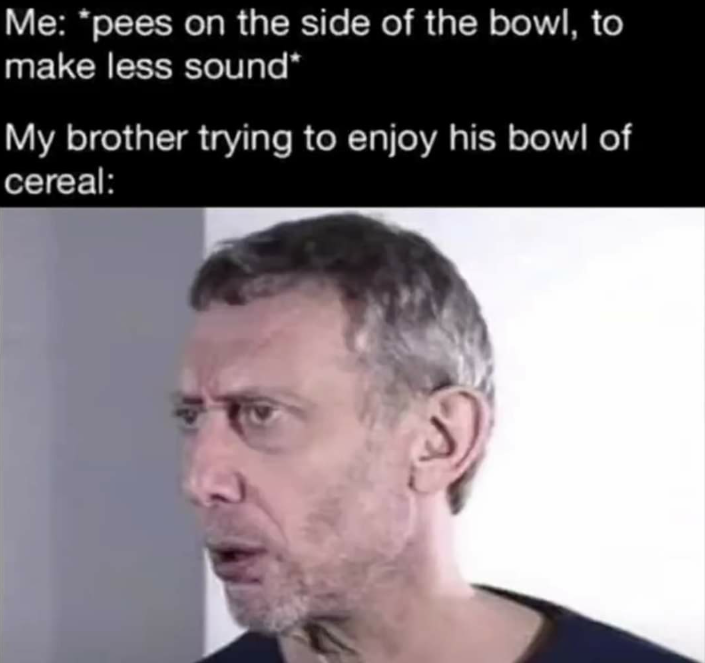 Me: *pees on the side of the bowl, to
make less sound*
My brother trying to enjoy his bowl of
cereal: